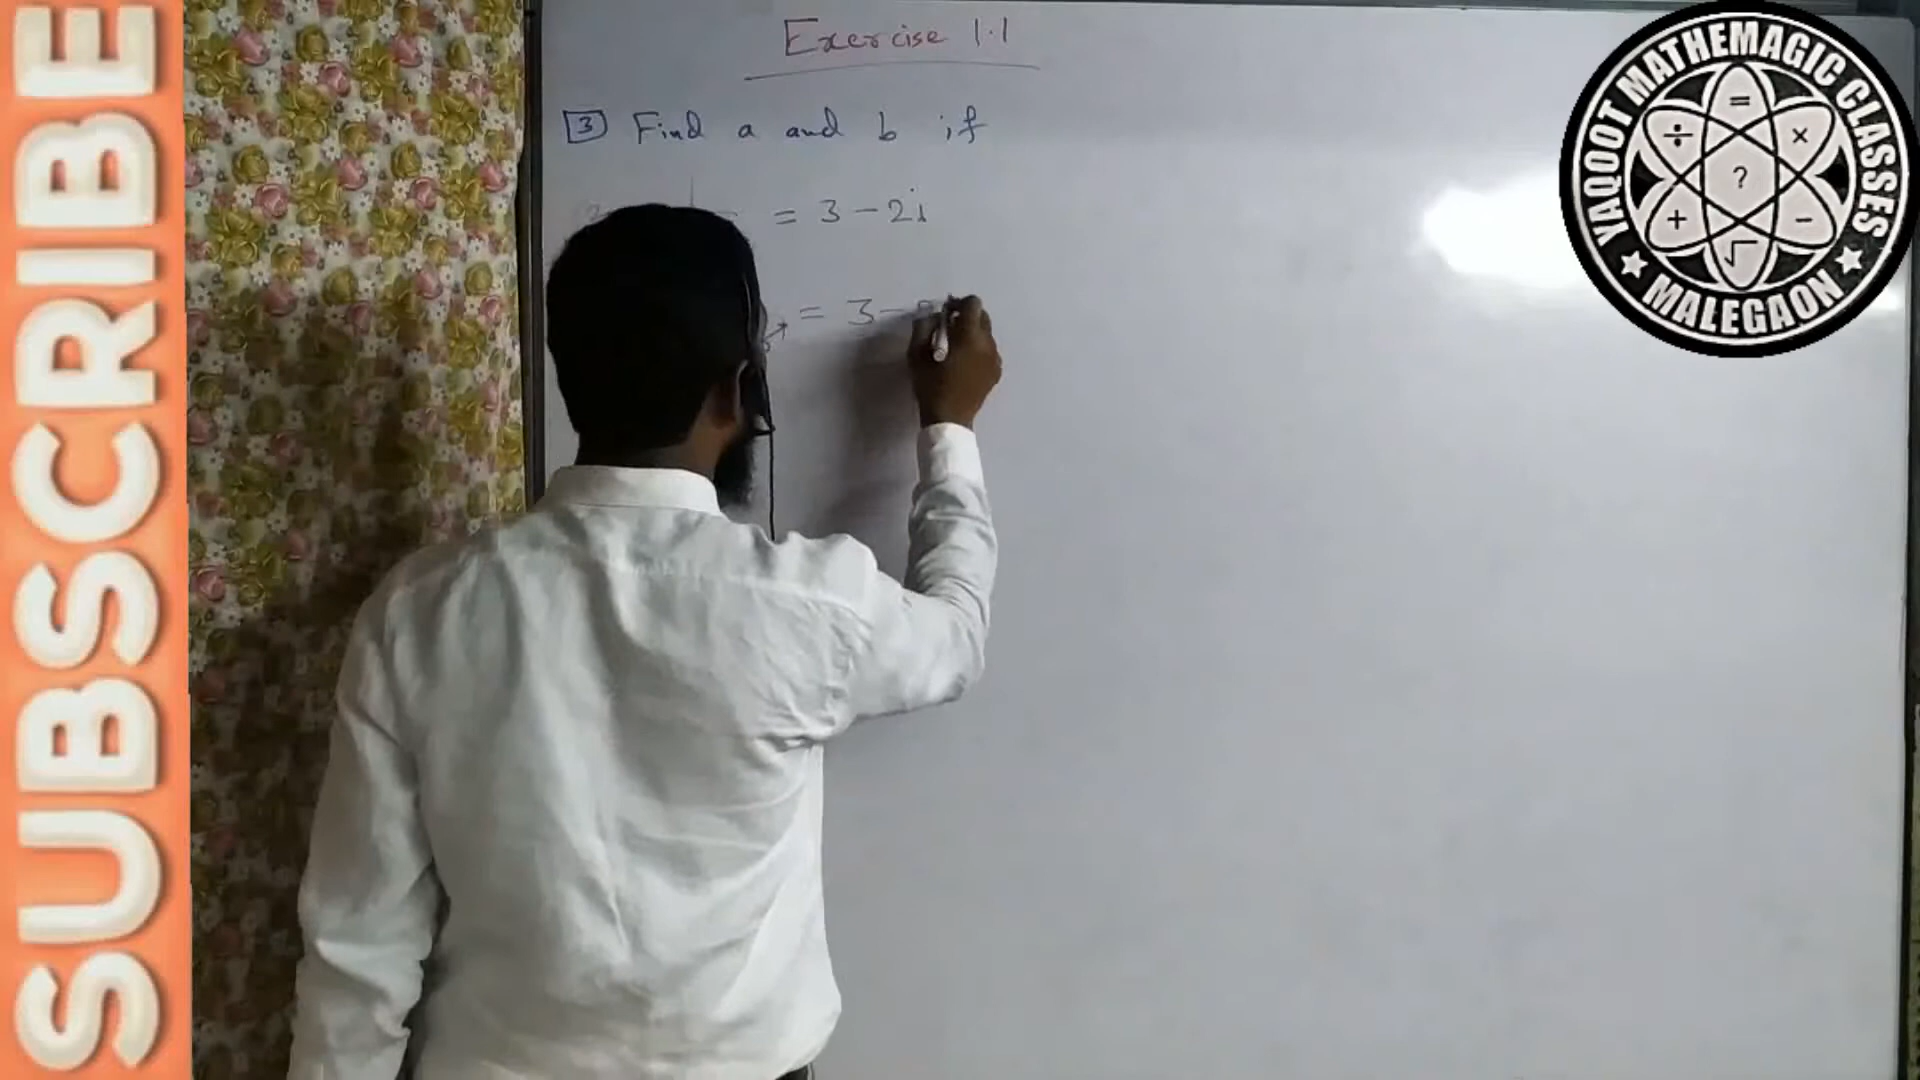 SUBSCRIBE
Exercise 1.1
3 Find a and b if
= 3 - 2i
= 3 -
YAQOOT MATHEMAGIC CLASSES
= ÷ × ? + - √
★ MALEGAON ★